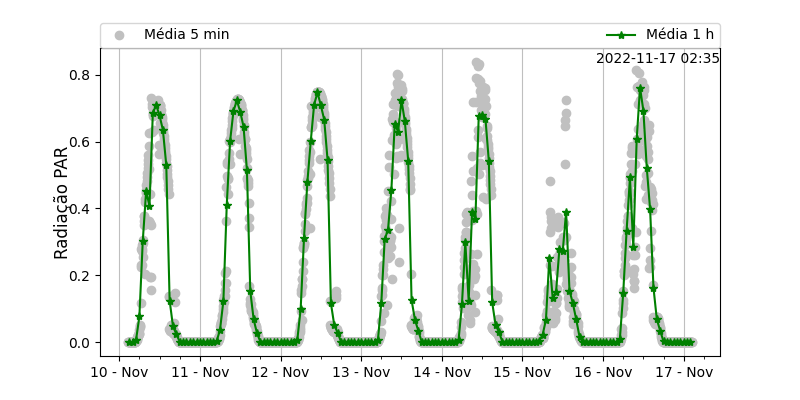 Média 5 min
Média 1 h
2022-11-17 02:35
Radiação PAR
0.8
0.6
0.4
0.2
0.0
10 - Nov
11 - Nov
12 - Nov
13 - Nov
14 - Nov
15 - Nov
16 - Nov
17 - Nov